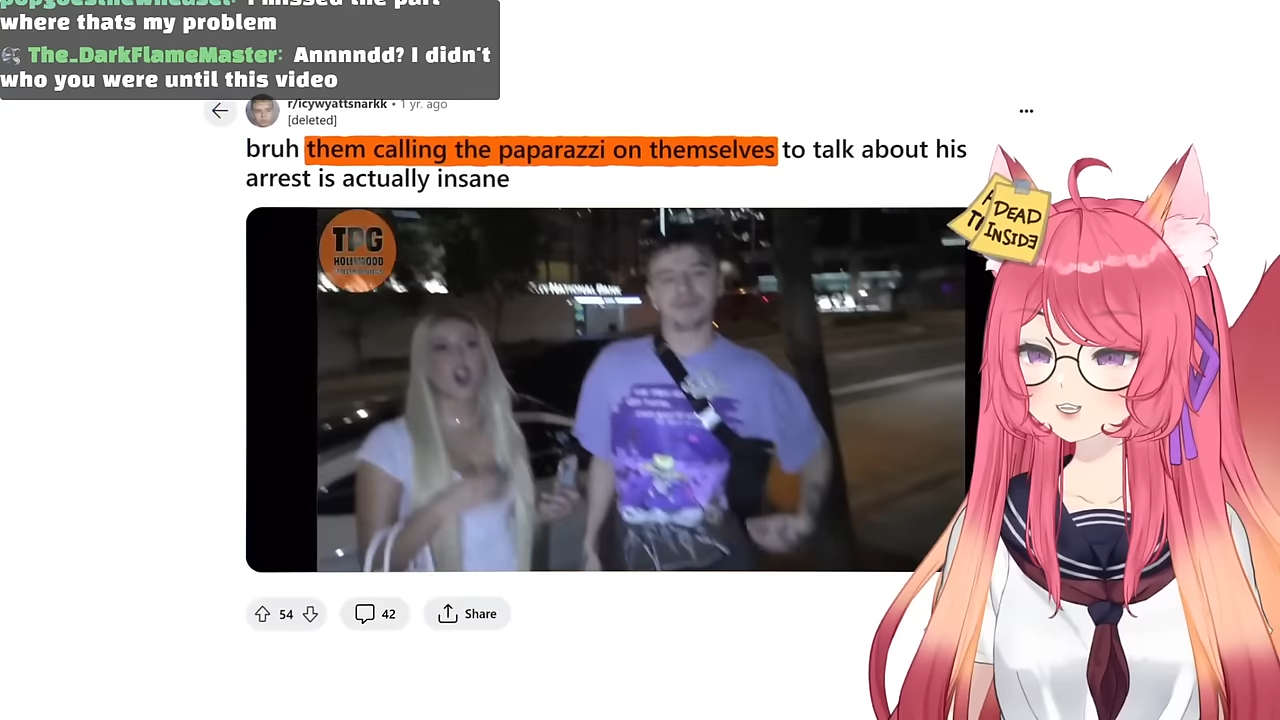 where thats my problem
The_DarkFlameMaster: Annnndd? I didn't
who you were until this video
r/icywyattsnarkk • 1 yr. ago
[deleted]
bruh them calling the paparazzi on themselves to talk about his
arrest is actually insane
TPG
HOLLYWOOD
DEAD
INSIDE
54
42
Share